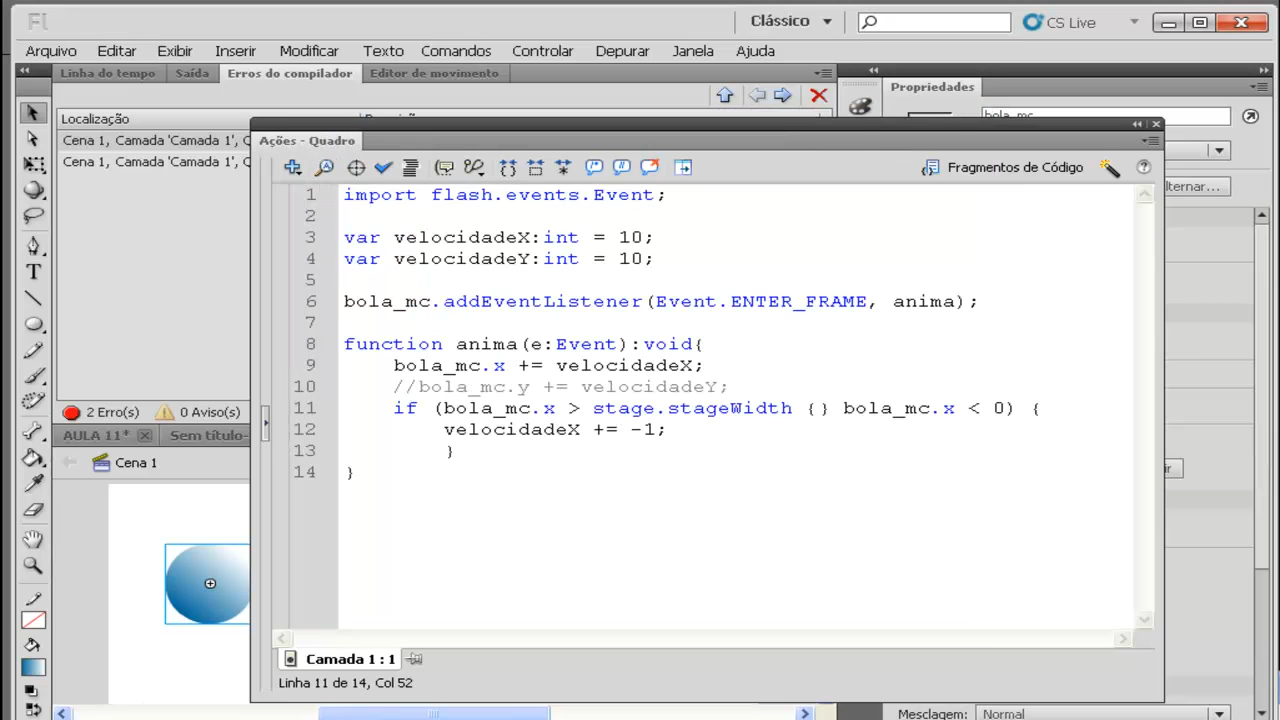 Fl
Clássico
CS Live
Arquivo Editar Exibir Inserir Modificar Texto Comandos Controlar Depurar Janela Ajuda
Linha do tempo Saída Erros do compilador Editor de movimento
Propriedades
Localização
bola_mc
Cena 1, Camada 'Camada 1',
Cena 1, Camada 'Camada 1',
Ações - Quadro
Fragmentos de Código
lternar...
1 import flash.events.Event;
2
3 var velocidadeX:int = 10;
4 var velocidadeY:int = 10;
5
6 bola_mc.addEventListener(Event.ENTER_FRAME, anima);
7
8 function anima(e:Event):void{
9 bola_mc.x += velocidadeX;
10 //bola_mc.y += velocidadeY;
11 if (bola_mc.x > stage.stageWidth {} bola_mc.x < 0) {
12 velocidadeX += -1;
13 }
14 }
2 Erro(s) 0 Aviso(s)
AULA 11* Sem título-
Cena 1
ir
Camada 1 : 1
Linha 11 de 14, Col 52
Mesclagem: Normal